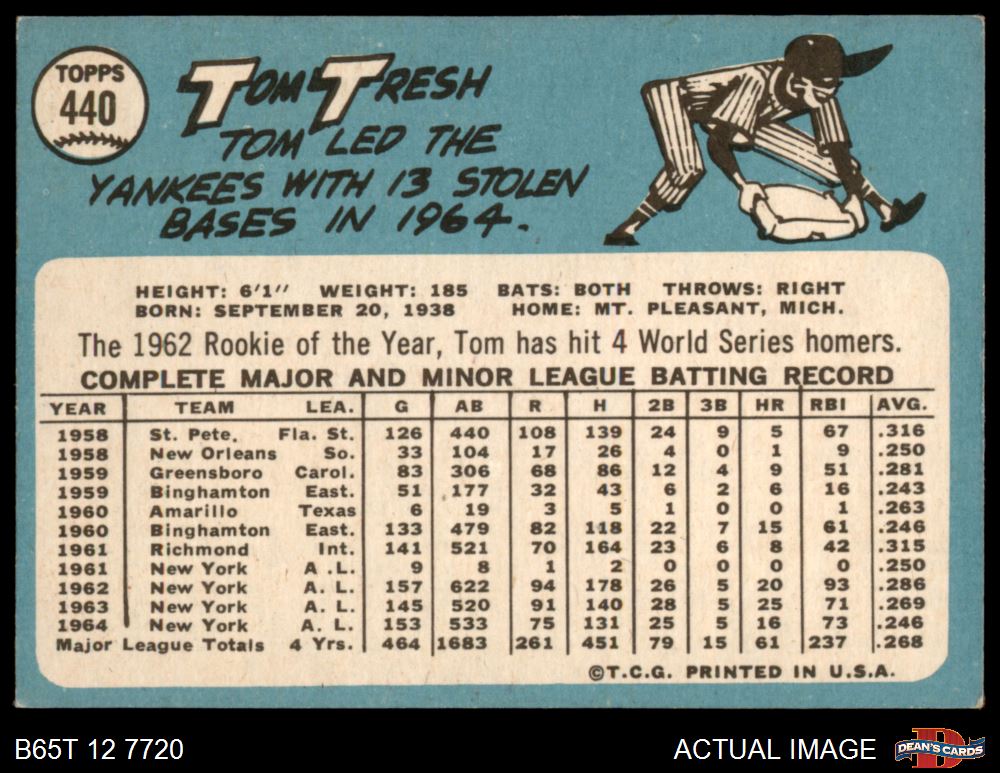 TOPPS
440
TOM TRESH
TOM LED THE
YANKEES WITH 13 STOLEN
BASES IN 1964.
HEIGHT: 6'1" WEIGHT: 185 BATS: BOTH THROWS: RIGHT
BORN: SEPTEMBER 20, 1938 HOME: MT. PLEASANT, MICH.
The 1962 Rookie of the Year, Tom has hit 4 World Series homers.
COMPLETE MAJOR AND MINOR LEAGUE BATTING RECORD
YEAR TEAM LEA. G AB R H 2B 3B HR RBI AVG.
1958 St. Pete. Fla. St. 126 440 108 139 24 9 5 67 .316
1958 New Orleans So. 33 104 17 26 4 0 1 9 .250
1959 Greensboro Carol. 83 306 68 86 12 4 9 51 .281
1959 Binghamton East. 51 177 32 43 6 2 6 16 .243
1960 Amarillo Texas 6 19 3 5 1 0 0 1 .263
1960 Binghamton East. 133 479 82 118 22 7 15 61 .246
1961 Richmond Int. 141 521 70 164 23 6 8 42 .315
1961 New York A .L. 9 8 1 2 0 0 0 0 .250
1962 New York A. L. 157 622 94 178 26 5 20 93 .286
1963 New York A. L. 145 520 91 140 28 5 25 71 .269
1964 New York A. L. 153 533 75 131 25 5 16 73 .246
Major League Totals 4 Yrs. 464 1683 261 451 79 15 61 237 .268
©T.C.G. PRINTED IN U.S.A.
B65T 12 7720
ACTUAL IMAGE
DEAN'S CARDS